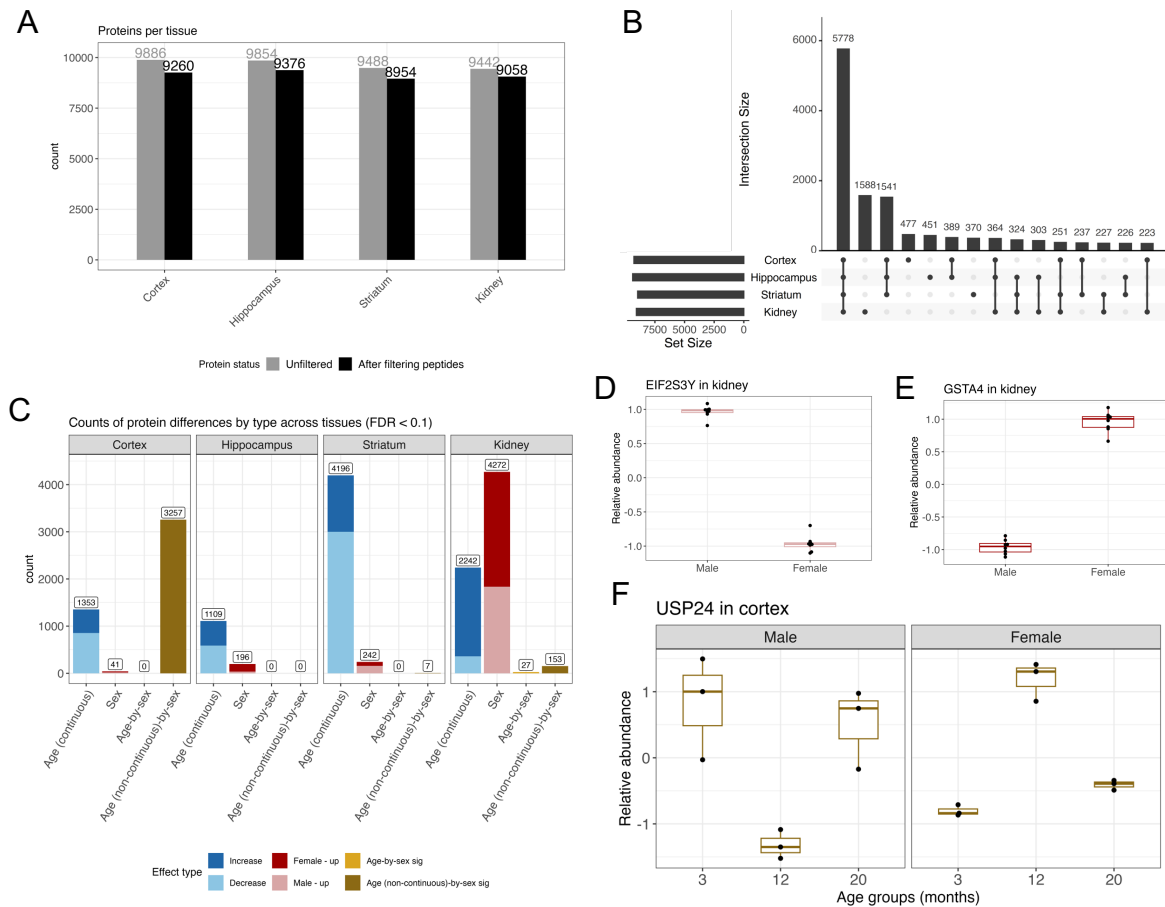 A
Proteins per tissue
count
10000
7500
5000
2500
0
9886
9260
9854
9376
9488
8954
9442
9058
Cortex
Hippocampus
Striatum
Kidney
Protein status
Unfiltered
After filtering peptides
B
Intersection Size
6000
4000
2000
0
5778
1588
1541
477
451
389
370
364
324
303
251
237
227
226
223
Cortex
Hippocampus
Striatum
Kidney
7500
5000
2500
0
Set Size
C
Counts of protein differences by type across tissues (FDR < 0.1)
Cortex
Hippocampus
Striatum
Kidney
count
4000
3000
2000
1000
0
1353
41
0
3257
1109
196
0
0
4196
242
0
7
2242
4272
27
153
Age (continuous)
Sex
Age-by-sex
Age (non-continuous)-by-sex
Age (continuous)
Sex
Age-by-sex
Age (non-continuous)-by-sex
Age (continuous)
Sex
Age-by-sex
Age (non-continuous)-by-sex
Age (continuous)
Sex
Age-by-sex
Age (non-continuous)-by-sex
Effect type
Increase
Decrease
Female - up
Male - up
Age-by-sex sig
Age (non-continuous)-by-sex sig
D
EIF2S3Y in kidney
Relative abundance
1.0
0.5
0.0
-0.5
-1.0
Male
Female
E
GSTA4 in kidney
Relative abundance
1.0
0.5
0.0
-0.5
-1.0
Male
Female
F
USP24 in cortex
Male
Female
Relative abundance
1
0
-1
3
12
20
3
12
20
Age groups (months)